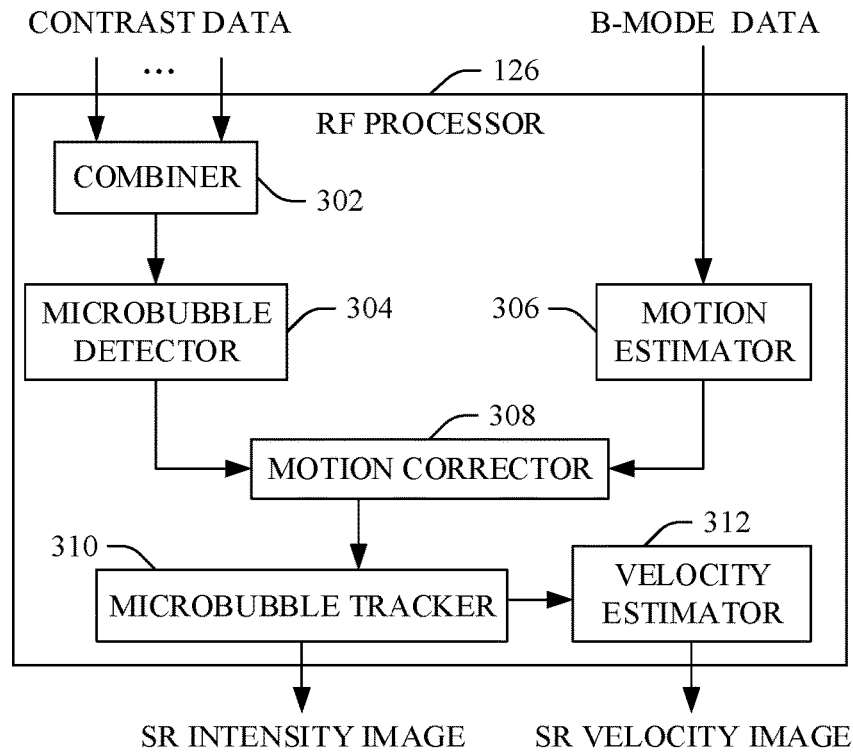 CONTRAST DATA
B-MODE DATA
...
126
RF PROCESSOR
COMBINER
302
MICROBUBBLE
DETECTOR
304
306
MOTION
ESTIMATOR
308
MOTION CORRECTOR
310
MICROBUBBLE TRACKER
312
VELOCITY
ESTIMATOR
SR INTENSITY IMAGE
SR VELOCITY IMAGE